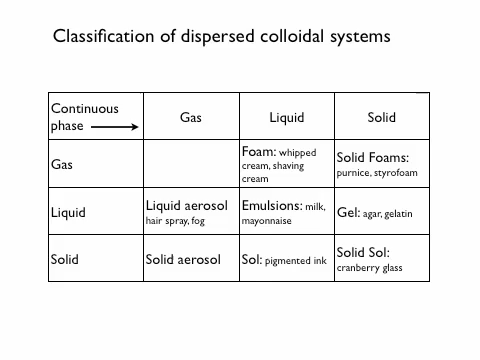 Classification of dispersed colloidal systems
Continuous
phase
Gas
Liquid
Solid
Gas
Foam: whipped
cream, shaving
cream
Solid Foams:
purnice, styrofoam
Liquid
Liquid aerosol
hair spray, fog
Emulsions: milk,
mayonnaise
Gel: agar, gelatin
Solid
Solid aerosol
Sol: pigmented ink
Solid Sol:
cranberry glass